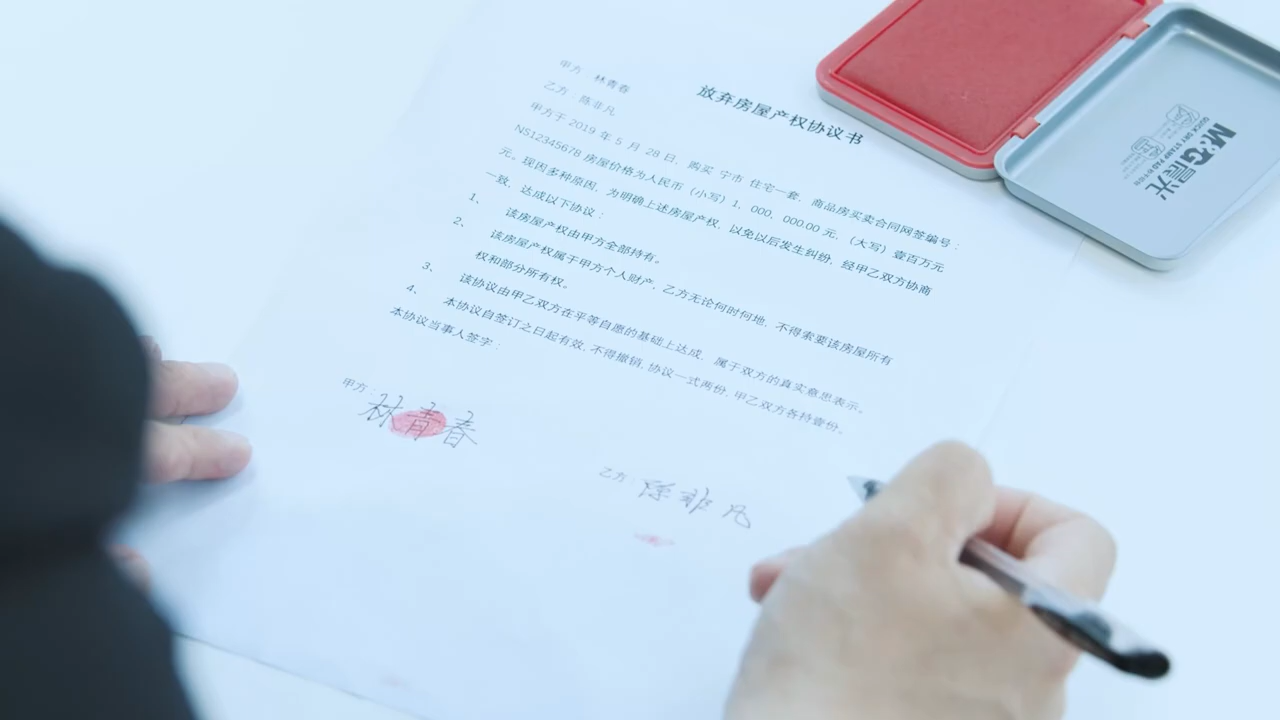 放弃房屋产权协议书
甲方：林青春
乙方：陈非凡
甲方于 2019 年 5 月 28 日，购买 宁市 住宅一套，商品房买卖合同网签编号：
NS12345678 房屋价格为人民币（小写）1，000，000.00 元，（大写）壹百万元
元。现因多种原因，为明确上述房屋产权，以免以后发生纠纷，经甲乙双方协商
一致，达成以下协议：
1、 该房屋产权由甲方全部持有。
2、 该房屋产权属于甲方个人财产，乙方无论何时何地，不得索要该房屋所有
权和部分所有权。
3、 该协议由甲乙双方在平等自愿的基础上达成，属于双方的真实意思表示。
4、 本协议自签订之日起有效，不得撤销，协议一式两份，甲乙双方各持壹份。
本协议当事人签字：
甲方：林青春
乙方：陈非凡
M&G晨光
QUICK DRY STAMP PAD